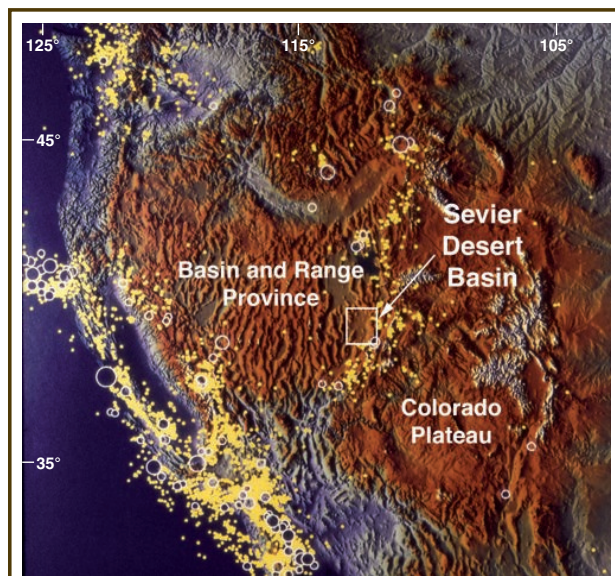 125°
115°
105°
45°
Sevier
Desert
Basin
Basin and Range
Province
Colorado
Plateau
35°